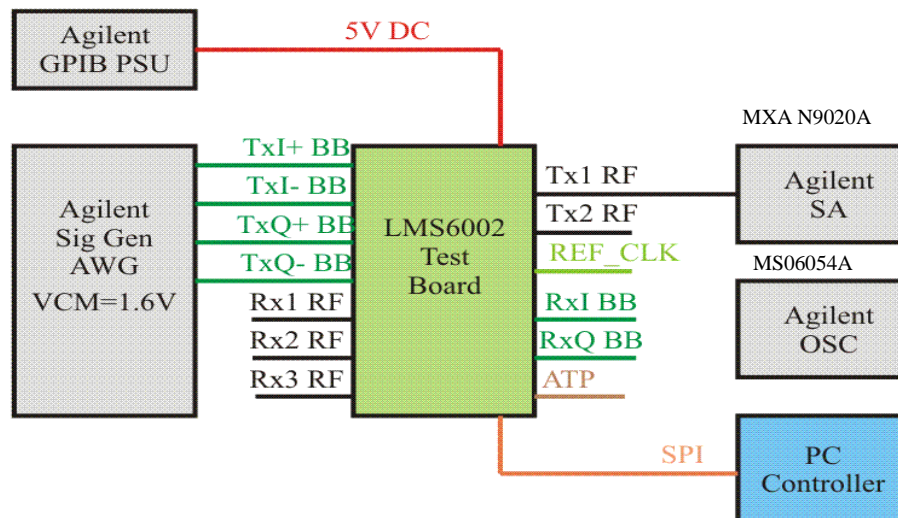 Agilent
GPIB PSU
5V DC
MXA N9020A
TxI+ BB
TxI- BB
TxQ+ BB
TxQ- BB
Agilent
Sig Gen
AWG
VCM=1.6V
Rx1 RF
Rx2 RF
Rx3 RF
LMS6002
Test
Board
Tx1 RF
Tx2 RF
REF_CLK
RxI BB
RxQ BB
ATP
Agilent
SA
MS06054A
Agilent
OSC
SPI
PC
Controller